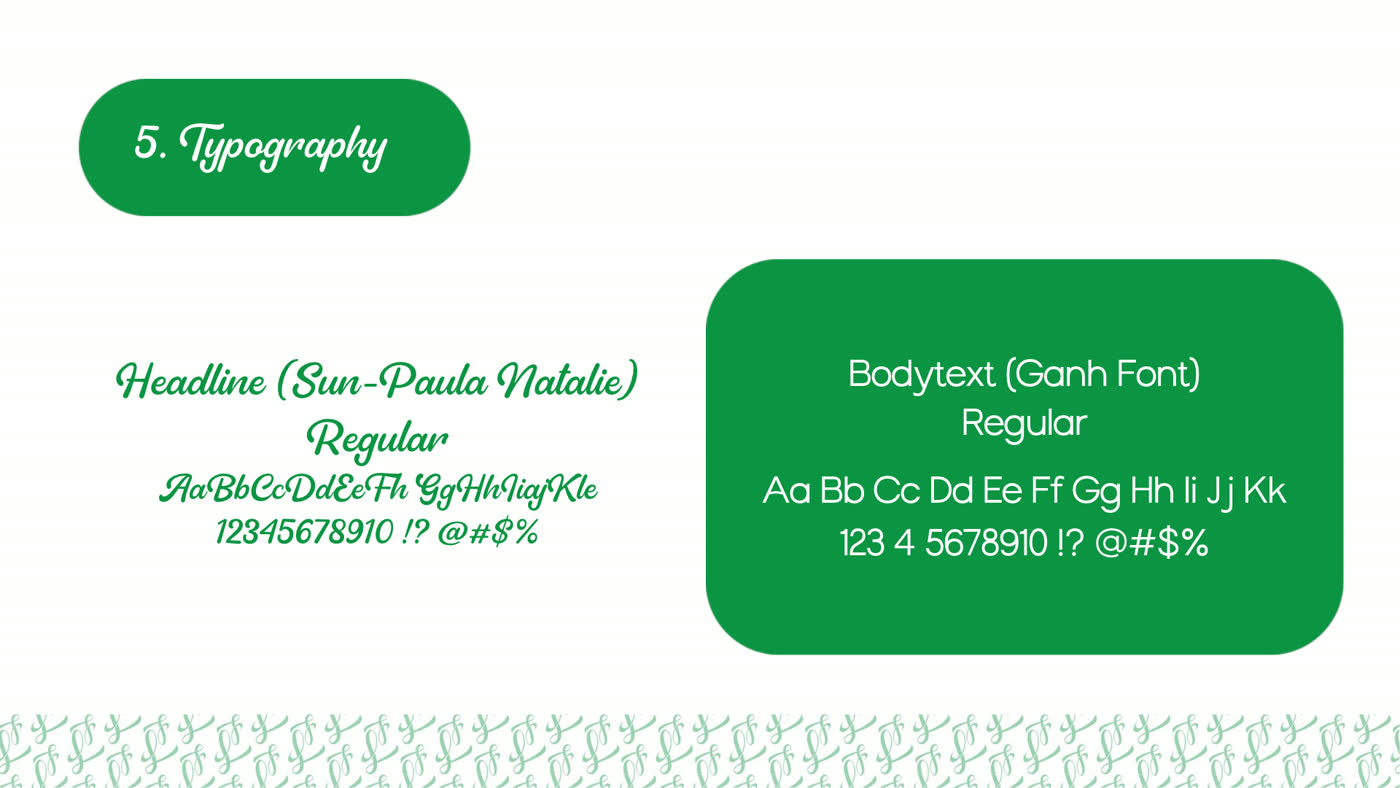 5. Typography
Headline (Sun-Paula Natalie)
Regular
AaBbCcDdEeFh GgHhIiajKle
12345678910 !? @#$%
Bodytext (Ganh Font)
Regular
Aa Bb Cc Dd Ee Ff Gg Hh Ii Jj Kk
123 4 5678910 !? @#$%